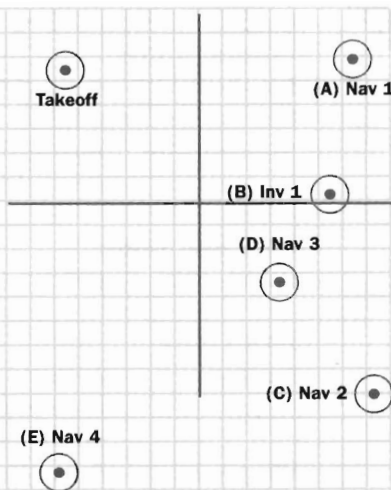 Takeoff
(A) Nav 1
(B) Inv 1
(D) Nav 3
(C) Nav 2
(E) Nav 4